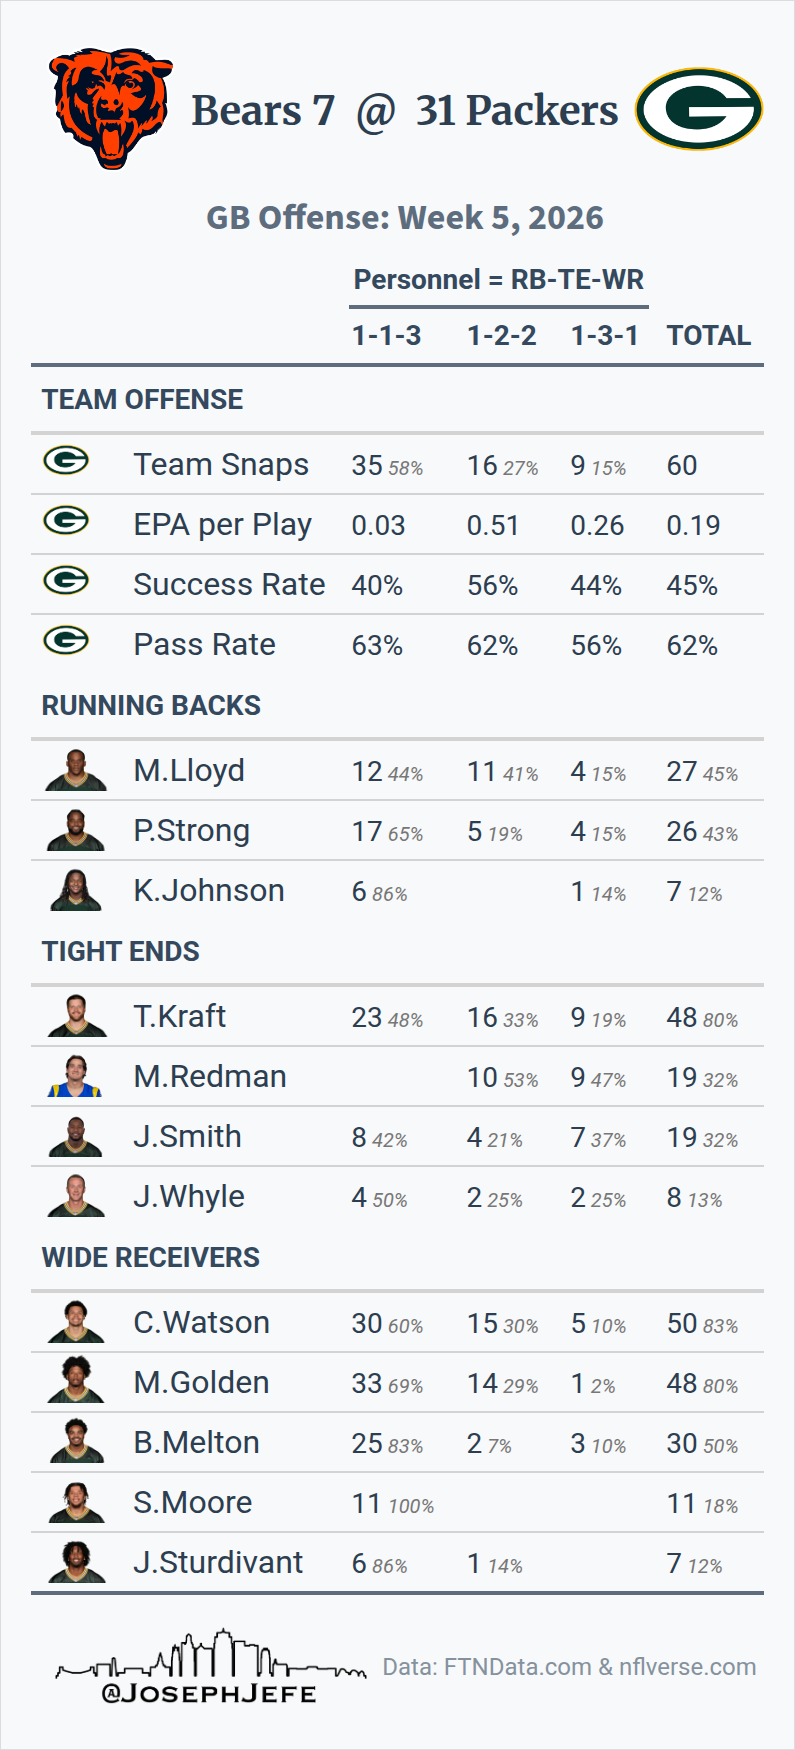 Bears 7 @ 31 Packers
GB Offense: Week 5, 2026
Personnel = RB-TE-WR
1-1-3 1-2-2 1-3-1 TOTAL
TEAM OFFENSE
Team Snaps 35 58% 16 27% 9 15% 60
EPA per Play 0.03 0.51 0.26 0.19
Success Rate 40% 56% 44% 45%
Pass Rate 63% 62% 56% 62%
RUNNING BACKS
M.Lloyd 12 44% 11 41% 4 15% 27 45%
P.Strong 17 65% 5 19% 4 15% 26 43%
K.Johnson 6 86% 1 14% 7 12%
TIGHT ENDS
T.Kraft 23 48% 16 33% 9 19% 48 80%
M.Redman 10 53% 9 47% 19 32%
J.Smith 8 42% 4 21% 7 37% 19 32%
J.Whyle 4 50% 2 25% 2 25% 8 13%
WIDE RECEIVERS
C.Watson 30 60% 15 30% 5 10% 50 83%
M.Golden 33 69% 14 29% 1 2% 48 80%
B.Melton 25 83% 2 7% 3 10% 30 50%
S.Moore 11 100% 11 18%
J.Sturdivant 6 86% 1 14% 7 12%
@JOSEPHJEFE
Data: FTNData.com & nflverse.com